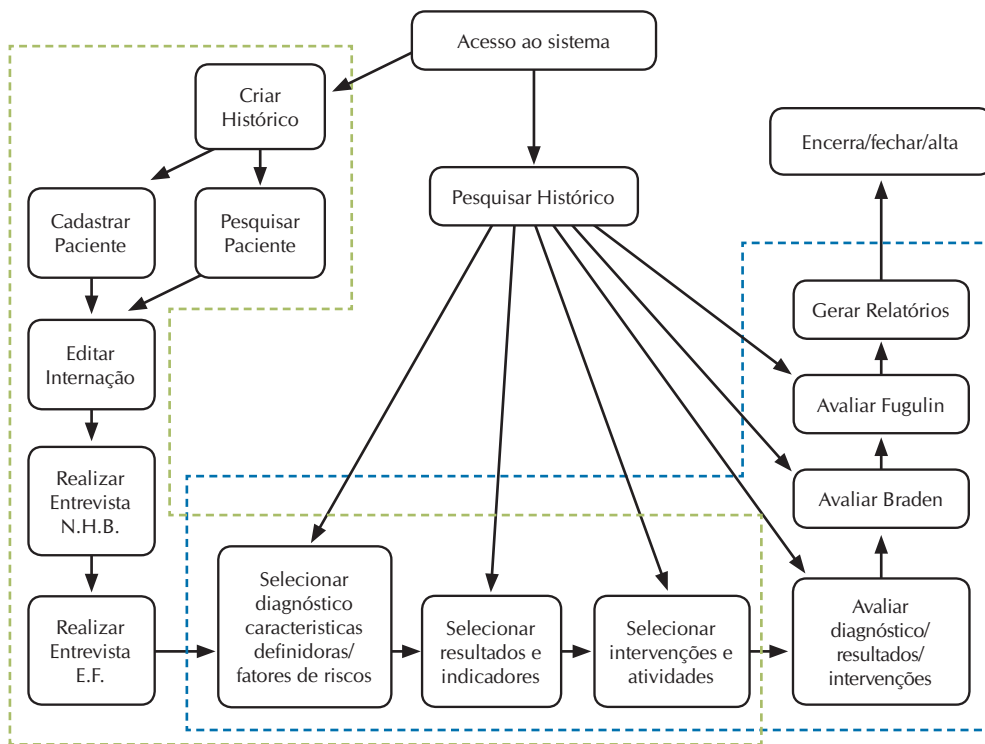 Acesso ao sistema
Criar
Histórico
Encerra/fechar/alta
Cadastrar
Paciente
Pesquisar
Paciente
Pesquisar Histórico
Gerar Relatórios
Editar
Internação
Avaliar Fugulin
Realizar
Entrevista
N.H.B.
Avaliar Braden
Realizar
Entrevista
E.F.
Selecionar
diagnóstico
caracteristicas
definidoras/
fatores de riscos
Selecionar
resultados e
indicadores
Selecionar
intervenções e
atividades
Avaliar
diagnóstico/
resultados/
intervenções